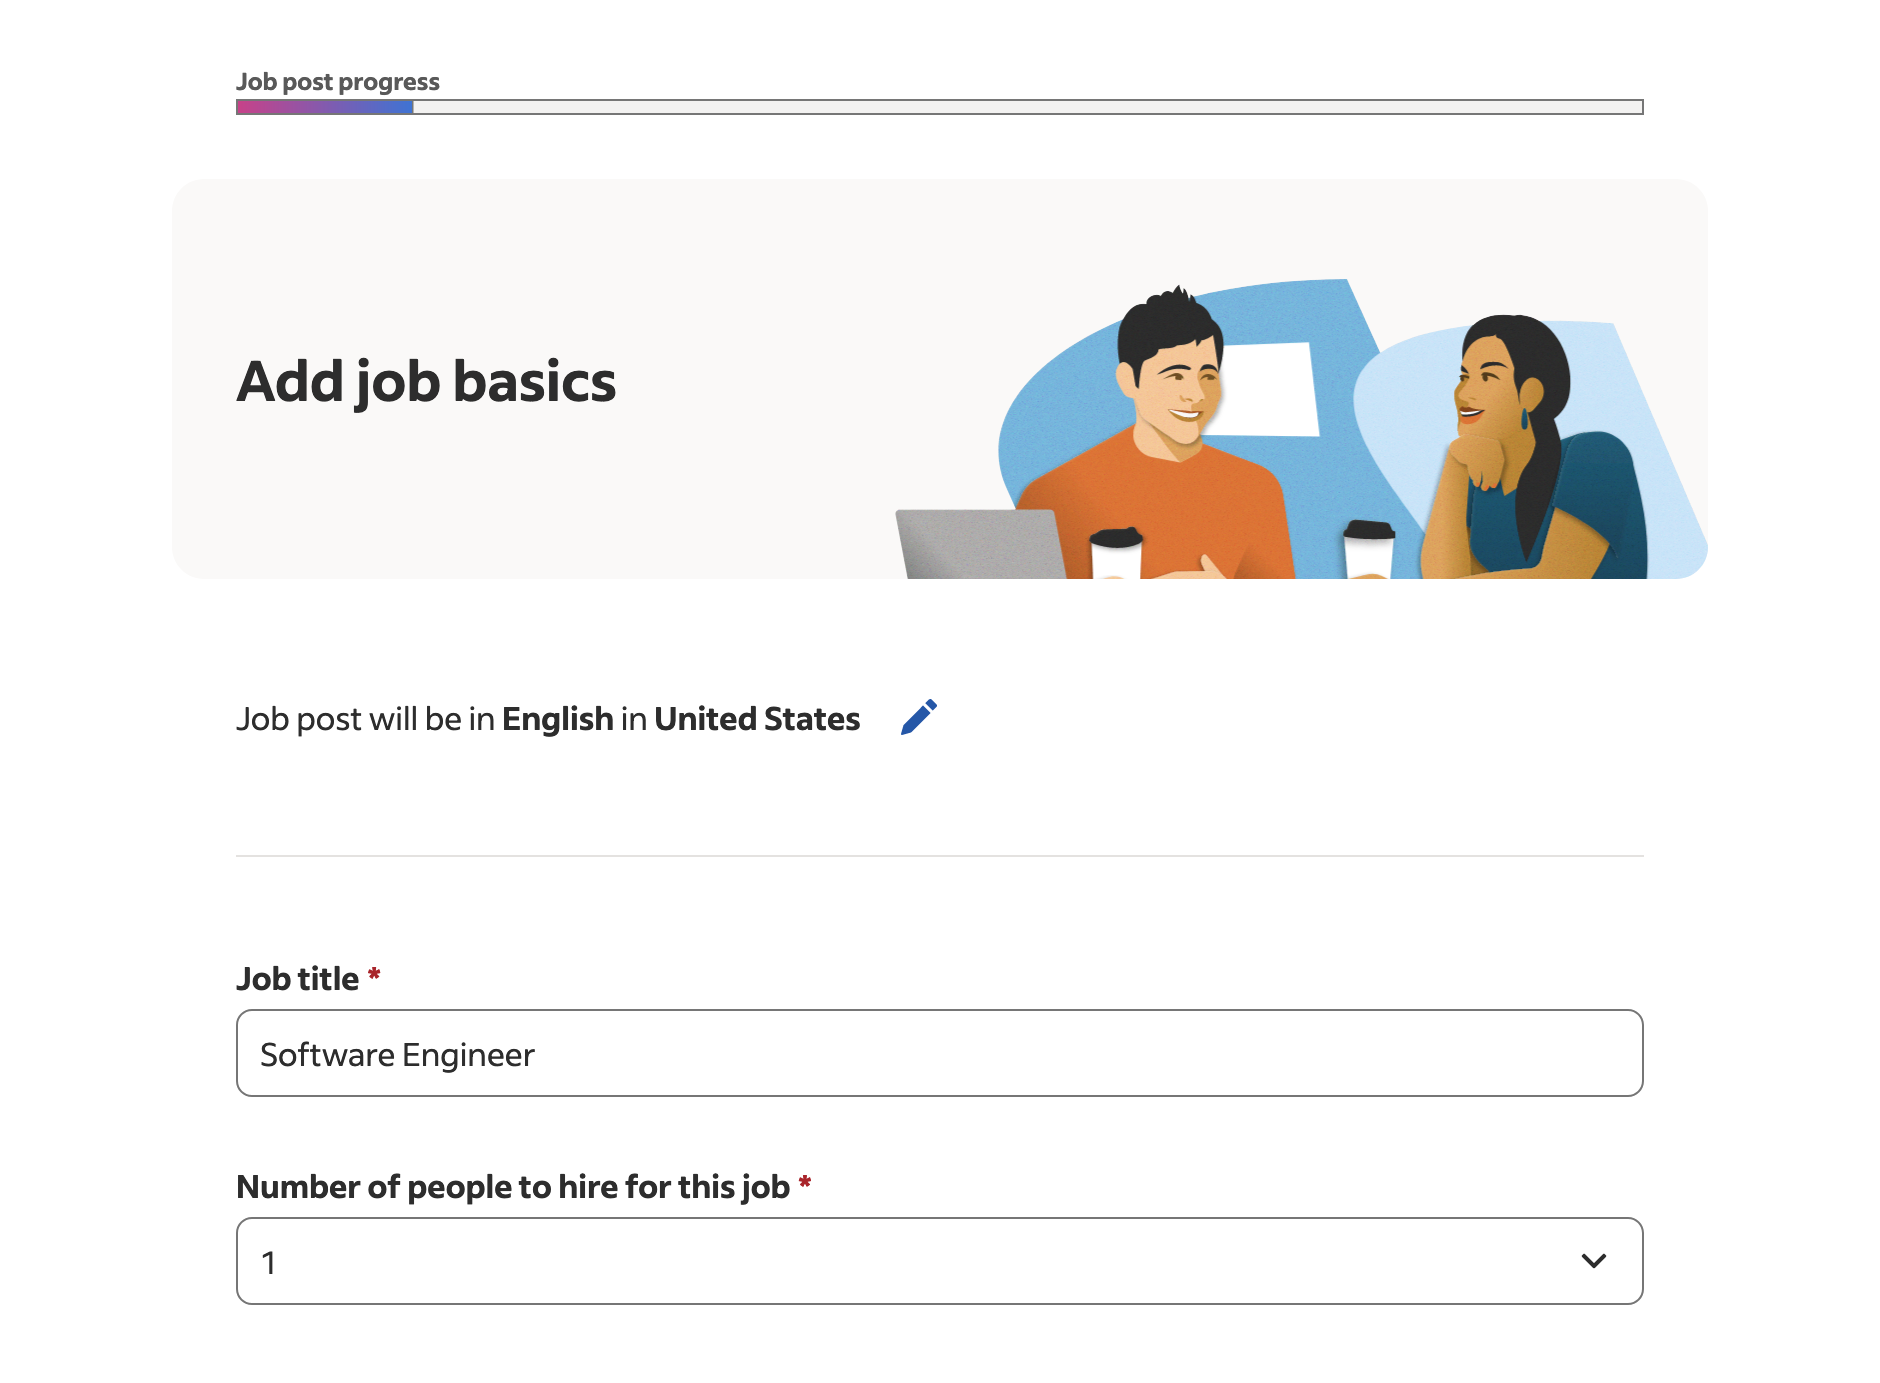 Job post progress
Add job basics
Job post will be in English in United States
Job title *
Software Engineer
Number of people to hire for this job *
1